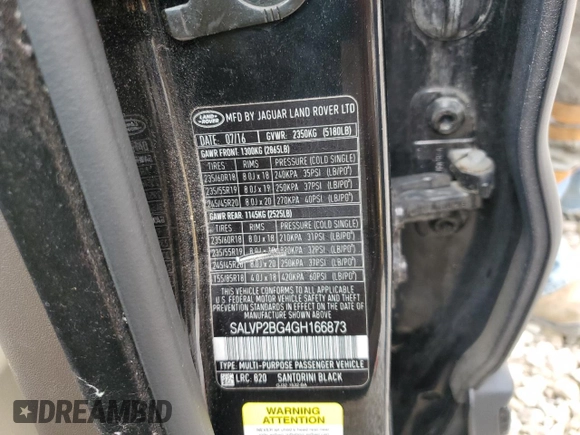 LAND ROVER
MFD BY JAGUAR LAND ROVER LTD
DATE: 02/16 GVWR: 2350KG (5180LB)
GAWR FRONT: 1300KG (2865LB)
TIRES RIMS PRESSURE (COLD SINGLE)
235/60R18 8.0J x 18 240KPA 35PSI (LB/PO²)
235/55R19 8.0J x 19 250KPA 37PSI (LB/PO²)
245/45R20 8.0J x 20 270KPA 40PSI (LB/PO²)
GAWR REAR: 1145KG (2525LB)
TIRES RIMS PRESSURE (COLD SINGLE)
235/60R18 8.0J x 18 210KPA 31PSI (LB/PO²)
235/55R19 8.0J x 19 220KPA 32PSI (LB/PO²)
245/45R20 8.0J x 20 250KPA 37PSI (LB/PO²)
155/85R18 4.0J x 18 420KPA 60PSI (LB/PO²)
THIS VEHICLE CONFORMS TO ALL APPLICABLE
U.S. FEDERAL MOTOR VEHICLE SAFETY STANDARDS
IN EFFECT ON THE DATE OF MANUFACTURE
SHOWN ABOVE.
SALVP2BG4GH166873
TYPE: MULTI-PURPOSE PASSENGER VEHICLE
LRC. 820 SANTORINI BLACK
WARNING
ATTENTION
DREAMBID